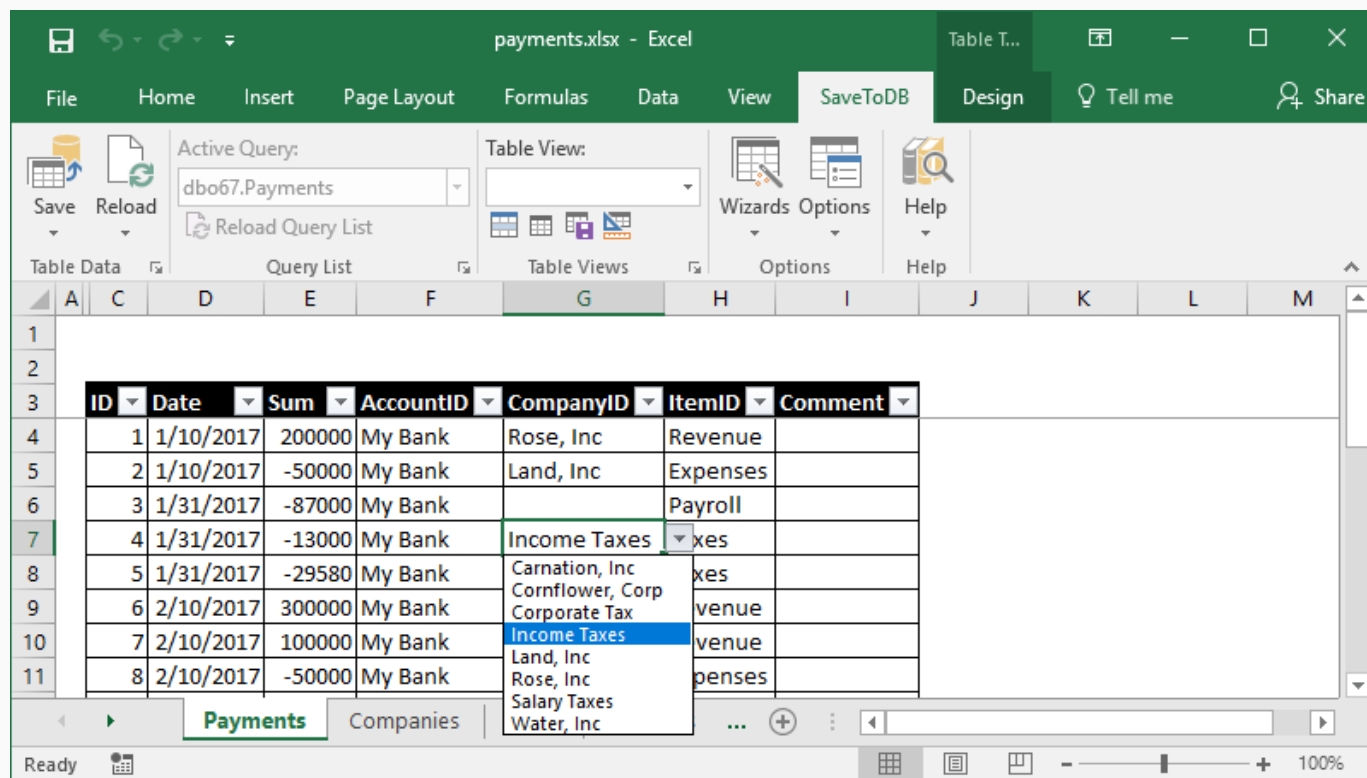 payments.xlsx - Excel
Table T...
File Home Insert Page Layout Formulas Data View SaveToDB Design Tell me Share
Save
Reload
Active Query:
dbo67.Payments
Reload Query List
Table View:
Wizards Options
Help
Table Data Query List Table Views Options Help
A C D E F G H I J K L M
1
2
3 ID Date Sum AccountID CompanyID ItemID Comment
4 1 1/10/2017 200000 My Bank Rose, Inc Revenue
5 2 1/10/2017 -50000 My Bank Land, Inc Expenses
6 3 1/31/2017 -87000 My Bank Payroll
7 4 1/31/2017 -13000 My Bank Income Taxes xes
8 5 1/31/2017 -29580 My Bank xes
9 6 2/10/2017 300000 My Bank venue
10 7 2/10/2017 100000 My Bank venue
11 8 2/10/2017 -50000 My Bank penses
Carnation, Inc
Cornflower, Corp
Corporate Tax
Income Taxes
Land, Inc
Rose, Inc
Salary Taxes
Water, Inc
Payments Companies ...
Ready 100%